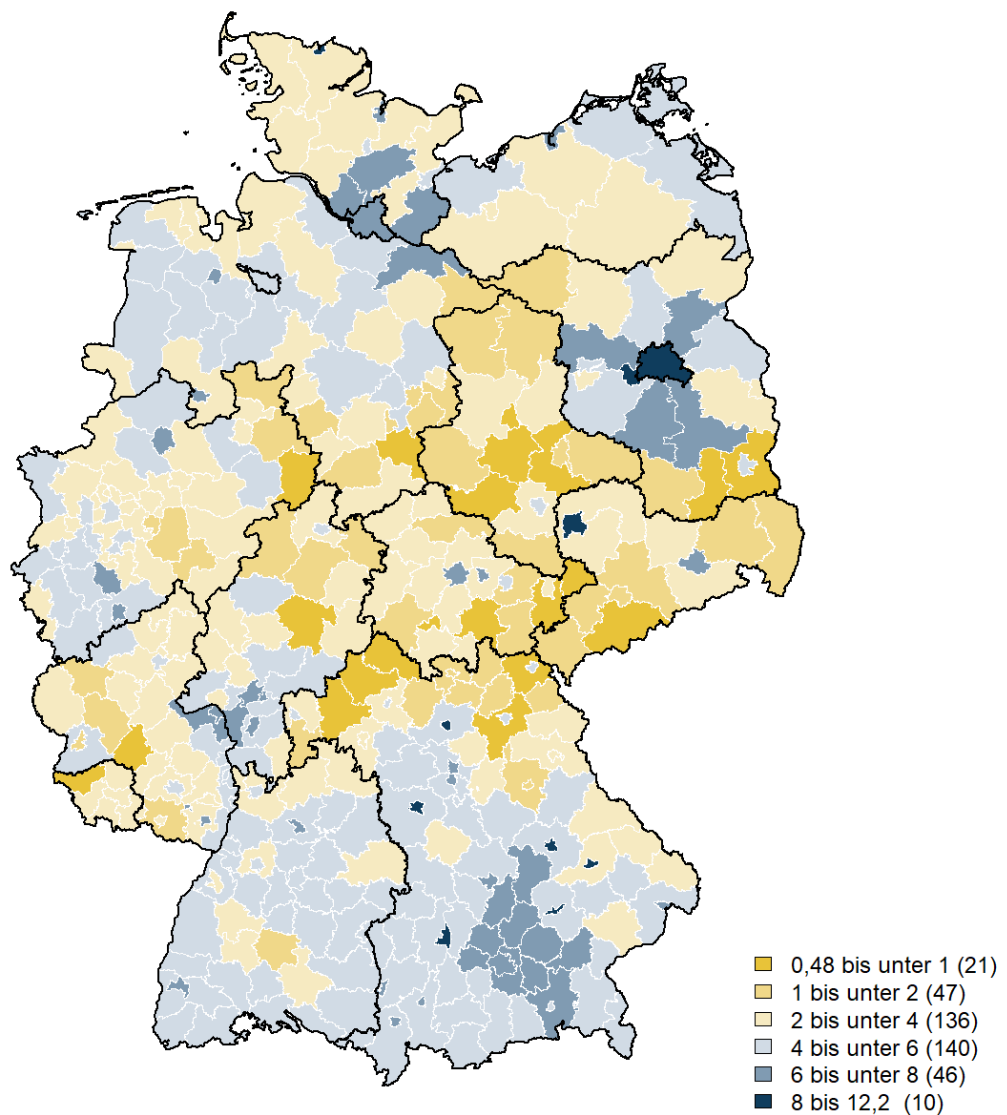 0,48 bis unter 1 (21)
1 bis unter 2 (47)
2 bis unter 4 (136)
4 bis unter 6 (140)
6 bis unter 8 (46)
8 bis 12,2 (10)